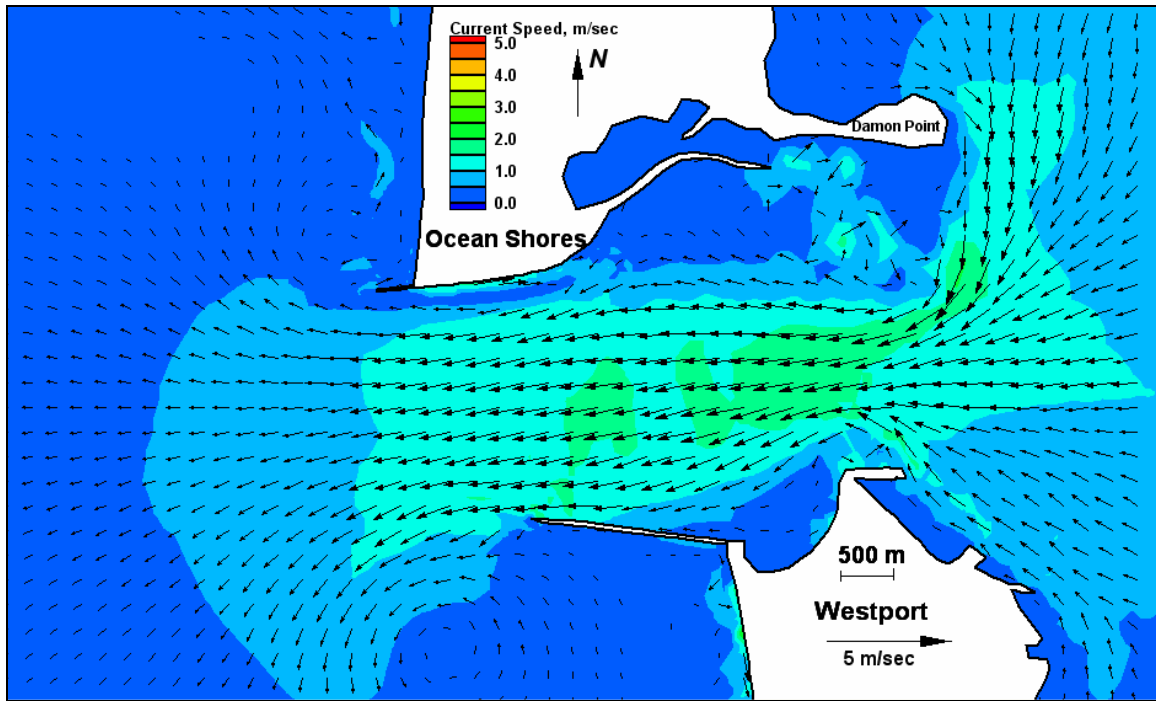 Current Speed, m/sec
5.0
4.0
3.0
2.0
1.0
0.0
N
Damon Point
Ocean Shores
500 m
Westport
5 m/sec